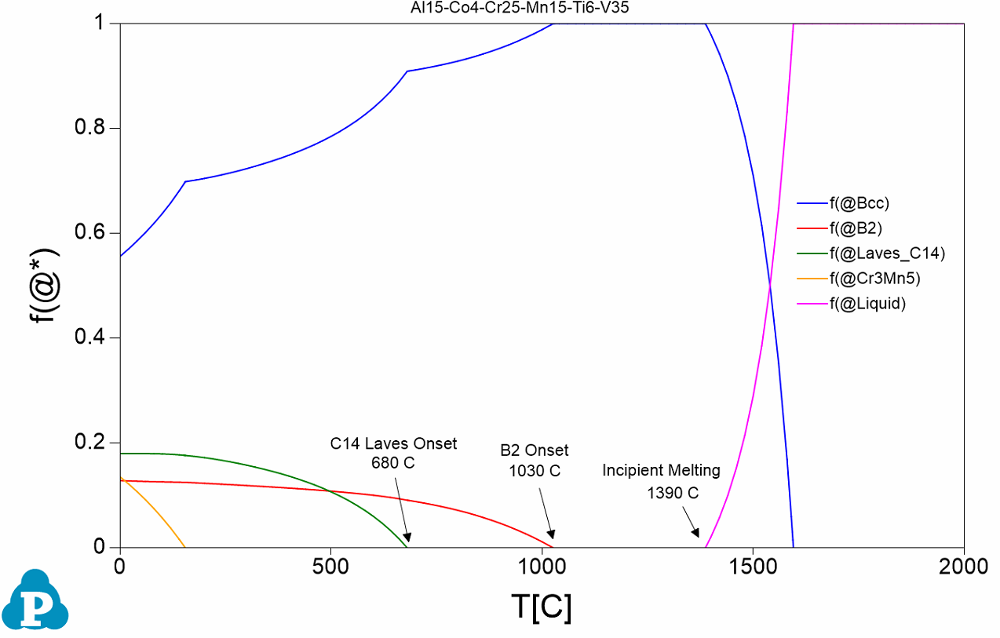 Al15-Co4-Cr25-Mn15-Ti6-V35
1
0.8
0.6
0.4
0.2
0
f(@*)
f(@Bcc)
f(@B2)
f(@Laves_C14)
f(@Cr3Mn5)
f(@Liquid)
C14 Laves Onset
680 C
B2 Onset
1030 C
Incipient Melting
1390 C
0
500
1000
1500
2000
T[C]
P